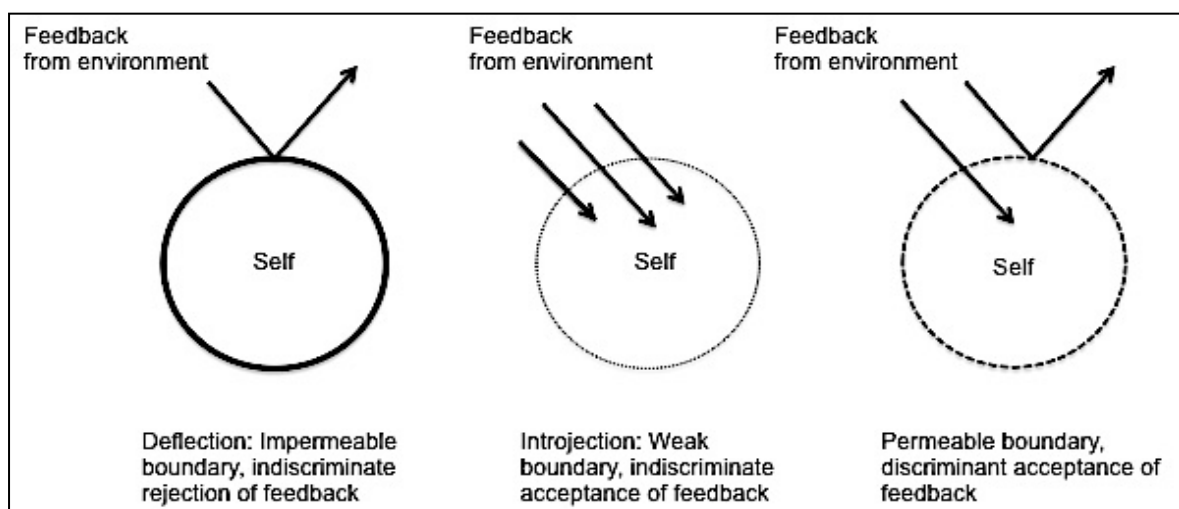 Feedback
from environment
Self
Deflection: Impermeable
boundary, indiscriminate
rejection of feedback
Feedback
from environment
Self
Introjection: Weak
boundary, indiscriminate
acceptance of feedback
Feedback
from environment
Self
Permeable boundary,
discriminant acceptance of
feedback